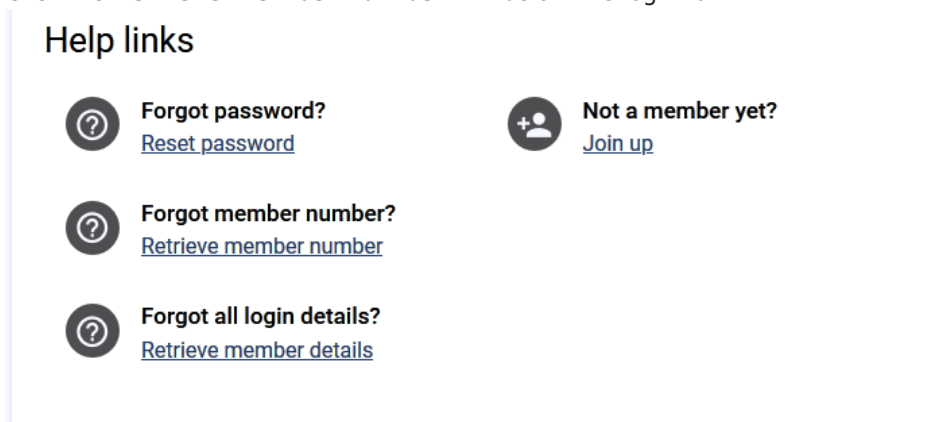 Help links
Forgot password?
Reset password
Not a member yet?
Join up
Forgot member number?
Retrieve member number
Forgot all login details?
Retrieve member details